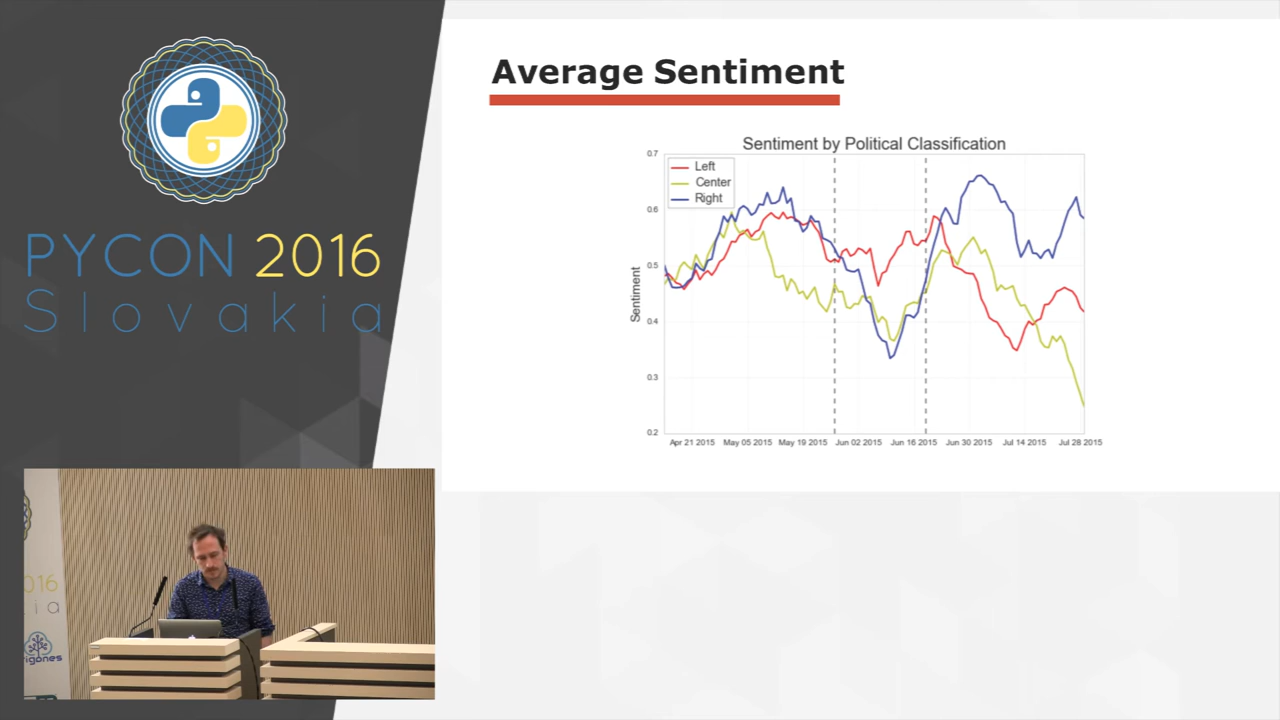 PYCON 2016
Slovakia
Average Sentiment
Sentiment by Political Classification
Left
Center
Right
Sentiment
0.7
0.6
0.5
0.4
0.3
0.2
Apr 21 2015 May 05 2015 May 19 2015 Jun 02 2015 Jun 16 2015 Jun 30 2015 Jul 14 2015 Jul 28 2015
016
ia